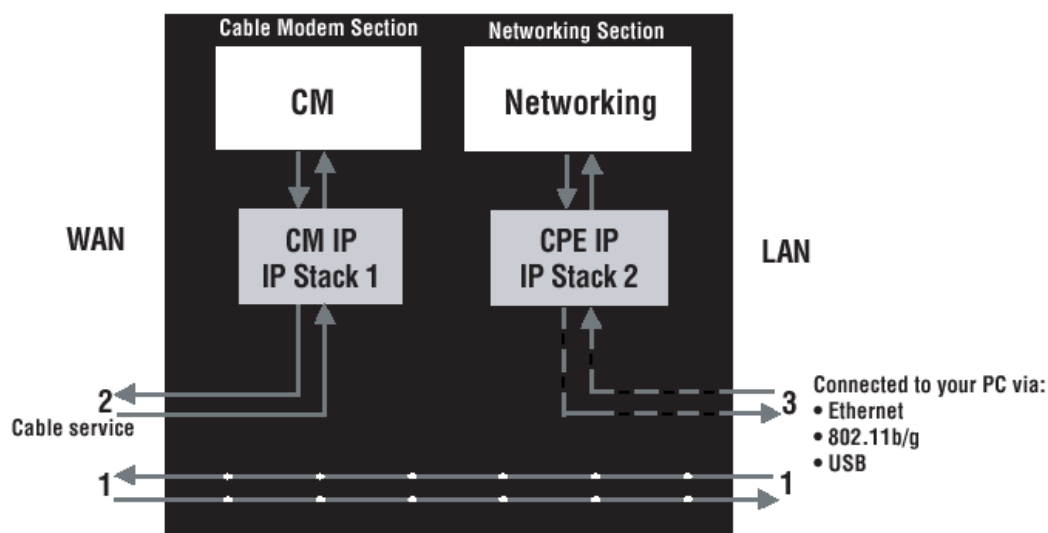 Cable Modem Section
Networking Section
CM
Networking
WAN
CM IP
IP Stack 1
CPE IP
IP Stack 2
LAN
2
Cable service
3
Connected to your PC via:
• Ethernet
• 802.11b/g
• USB
1
1